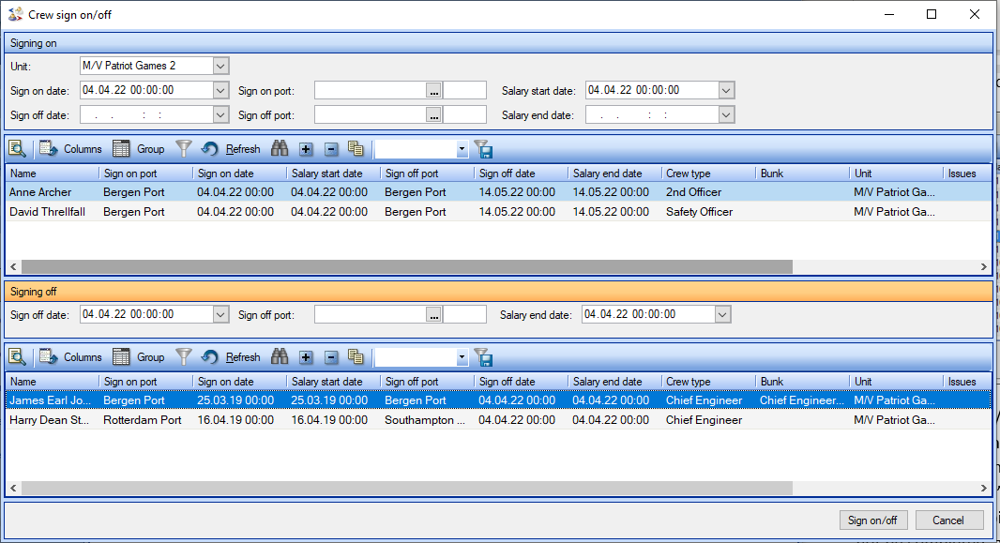 Crew sign on/off
Signing on
Unit: M/V Patriot Games 2
Sign on date: 04.04.22 00:00:00 Sign on port: ... Salary start date: 04.04.22 00:00:00
Sign off date: . . : : Sign off port: ... Salary end date: . . : :
Columns Group Refresh
Name Sign on port Sign on date Salary start date Sign off port Sign off date Salary end date Crew type Bunk Unit Issues
Anne Archer Bergen Port 04.04.22 00:00 04.04.22 00:00 Bergen Port 14.05.22 00:00 14.05.22 00:00 2nd Officer M/V Patriot Ga...
David Threllfall Bergen Port 04.04.22 00:00 04.04.22 00:00 Bergen Port 14.05.22 00:00 14.05.22 00:00 Safety Officer M/V Patriot Ga...
Signing off
Sign off date: 04.04.22 00:00:00 Sign off port: ... Salary end date: 04.04.22 00:00:00
Columns Group Refresh
Name Sign on port Sign on date Salary start date Sign off port Sign off date Salary end date Crew type Bunk Unit Issues
James Earl Jo... Bergen Port 25.03.19 00:00 25.03.19 00:00 Bergen Port 04.04.22 00:00 04.04.22 00:00 Chief Engineer Chief Engineer... M/V Patriot Ga...
Harry Dean St... Rotterdam Port 16.04.19 00:00 16.04.19 00:00 Southampton ... 04.04.22 00:00 04.04.22 00:00 Chief Engineer M/V Patriot Ga...
Sign on/off Cancel